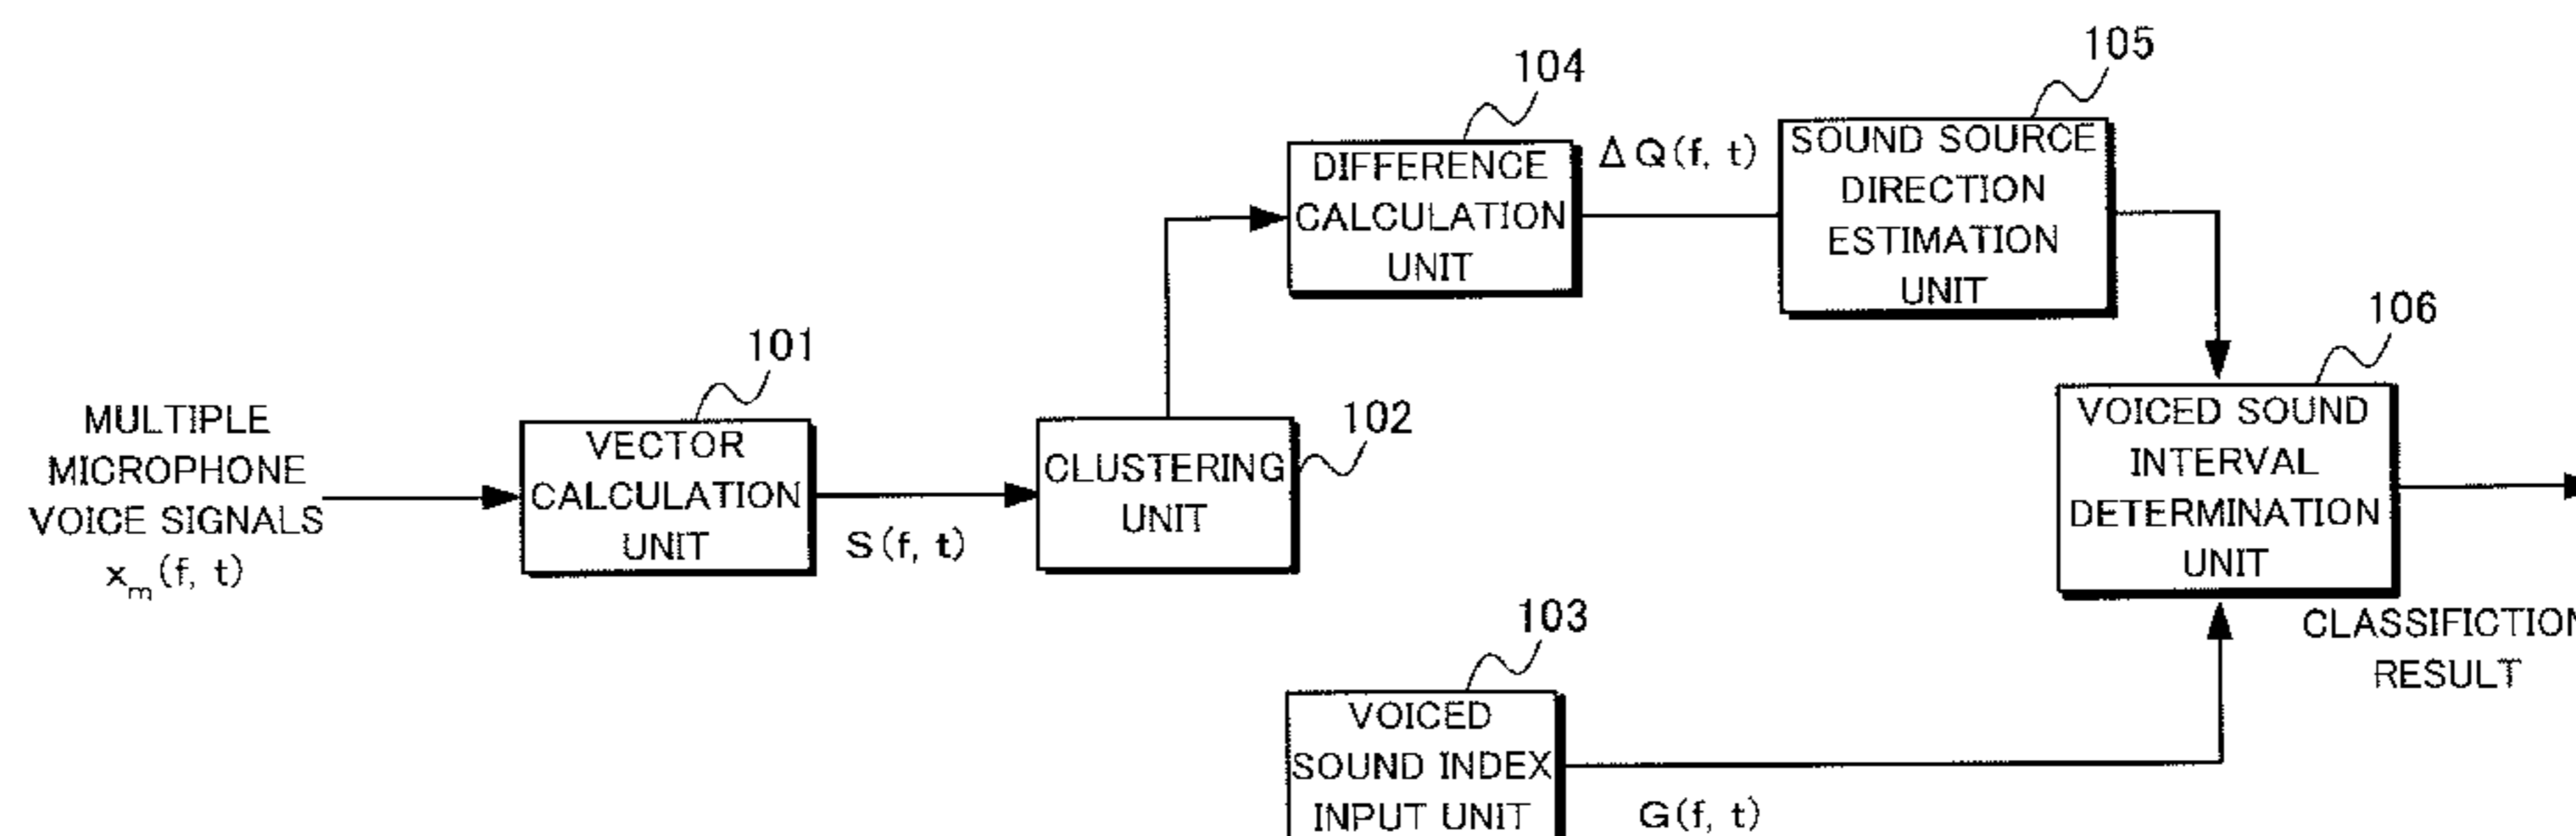 105
104
SOUND SOURCE
DIRECTION
ESTIMATION
UNIT
DIFFERENCE
CALCULATION
UNIT
Δ Q(f, t)
106
101
VOICED SOUND
INTERVAL
DETERMINATION
UNIT
MULTIPLE
MICROPHONE
VOICE SIGNALS
x_m(f, t)
VECTOR
CALCULATION
UNIT
S(f, t)
102
CLUSTERING
UNIT
103
CLASSIFICTION
RESULT
VOICED
SOUND INDEX
INPUT UNIT
G(f, t)